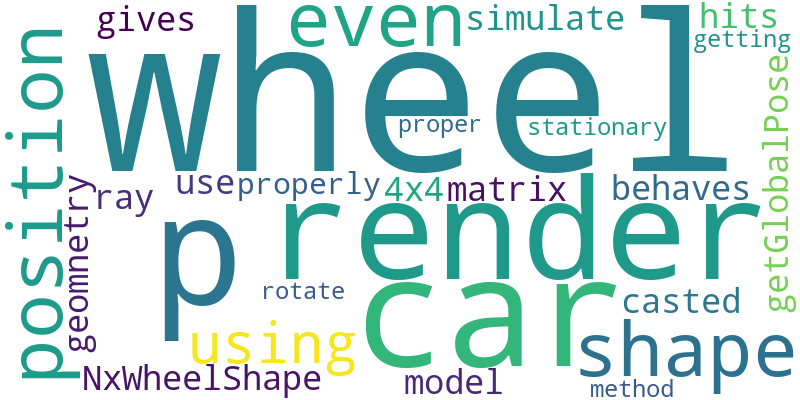 gives
even
simulate
hits
getting
wheel
position
proper
stationary
getGlobalPose
geomnetry
ray
use
properly
4x4
matrix
behaves
p
render
rotate
car
casted
using
shape
NxWheelShape
model
method